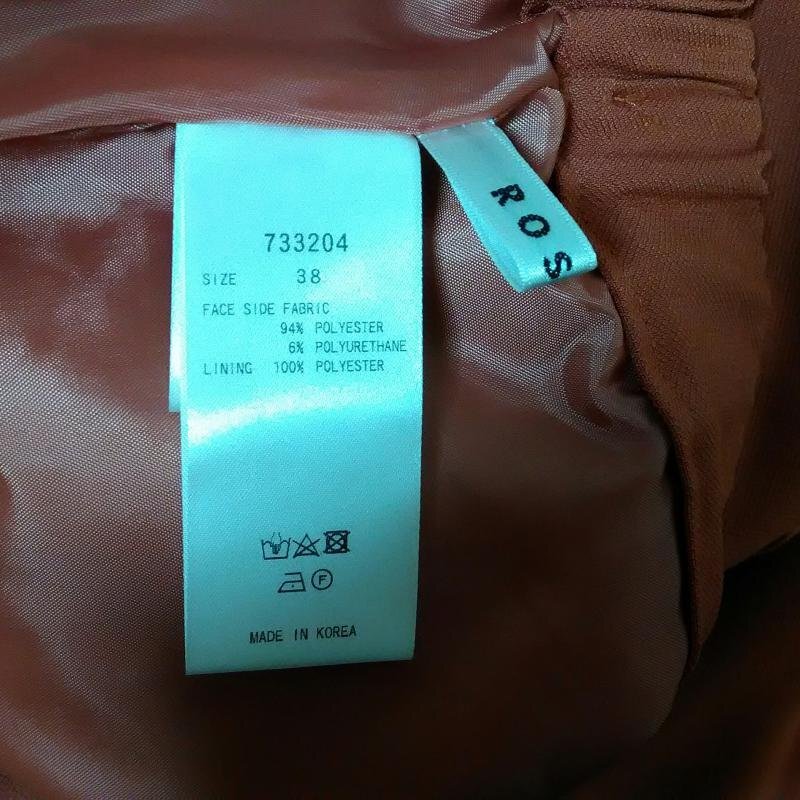 733204
SIZE 38
FACE SIDE FABRIC
94% POLYESTER
6% POLYURETHANE
LINING 100% POLYESTER
F
MADE IN KOREA
ROS